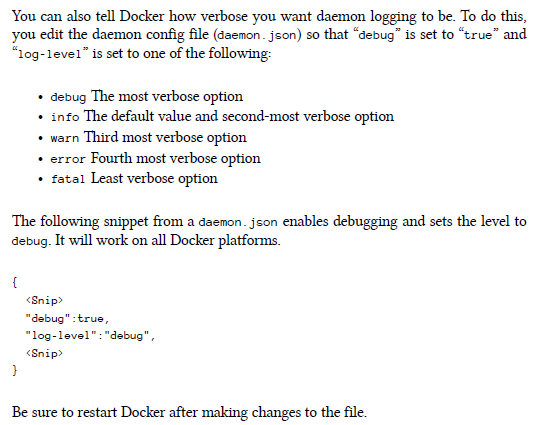 You can also tell Docker how verbose you want daemon logging to be. To do this,
you edit the daemon config file (daemon.json) so that “debug” is set to “true” and
“log-level” is set to one of the following:
• debug The most verbose option
• info The default value and second-most verbose option
• warn Third most verbose option
• error Fourth most verbose option
• fatal Least verbose option
The following snippet from a daemon.json enables debugging and sets the level to
debug. It will work on all Docker platforms.
{
<Snip>
"debug":true,
"log-level":"debug",
<Snip>
}
Be sure to restart Docker after making changes to the file.